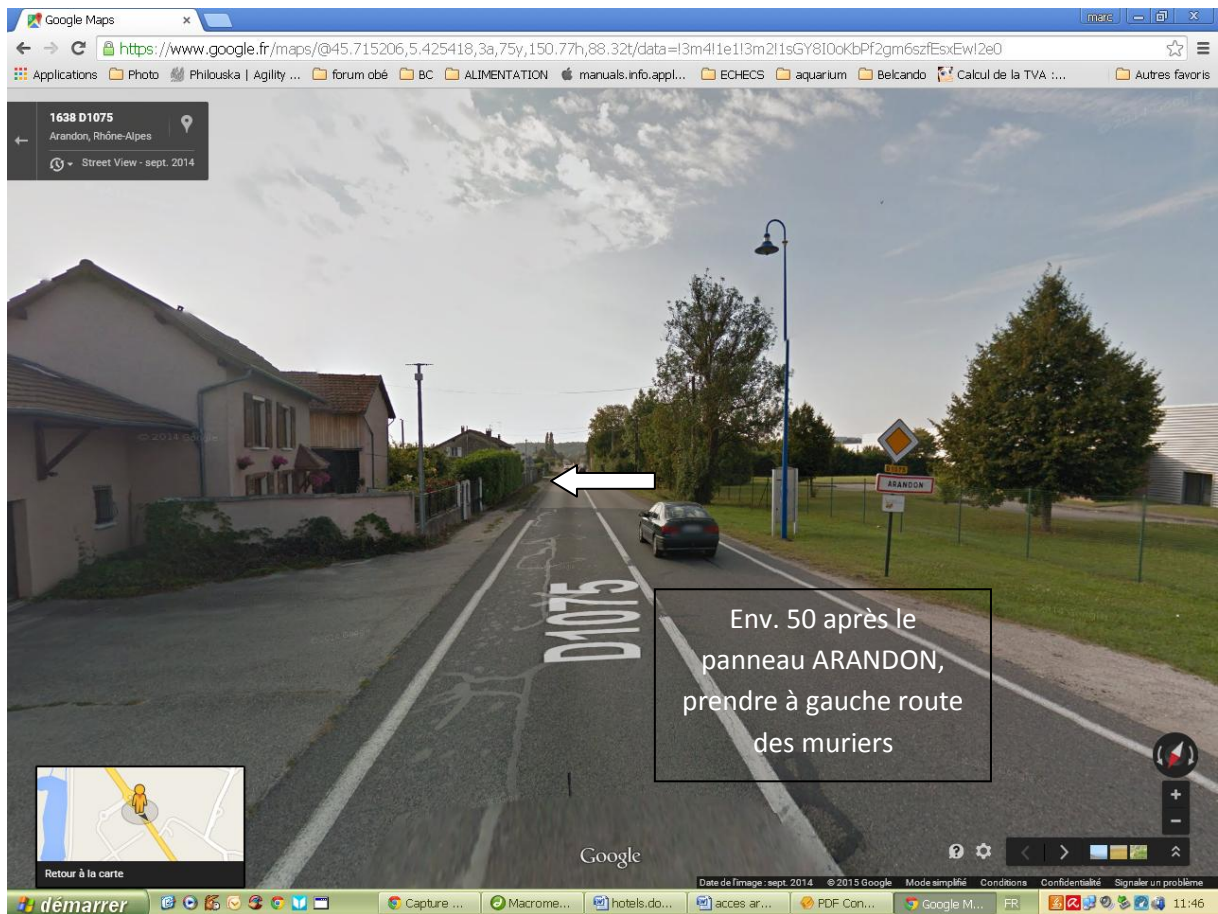 Google Maps
marc
https://www.google.fr/maps/@45.715206,5.425418,3a,75y,150.77h,88.32t/data=!3m4!1e1!3m2!1sGY8I0oKbPf2gm6szfEsxEw!2e0
Applications Photo Philouska | Agility ... forum obé BC ALIMENTATION manuals.info.appl... ECHECS aquarium Belcando Calcul de la TVA :... Autres favoris
1638 D1075
Arandon, Rhône-Alpes
Street View - sept. 2014
© 2014 Google
D1075
ARANDON
D1075
Env. 50 après le
panneau ARANDON,
prendre à gauche route
des muriers
Retour à la carte
Google
Date de l'image : sept. 2014 © 2015 Google Mode simplifié Conditions Confidentialité Signaler un problème
démarrer Capture ... Macrome... hotels.do... acces ar... PDF Con... Google M... FR 11:46